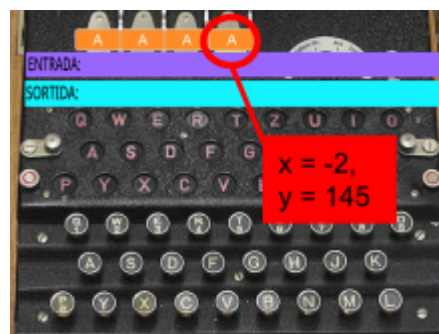 A A A A
ENTRADA:
SORTIDA:
Q W E R T Z U I O
A S D F G
x = -2,
y = 145
P Y X C V
A S D F G H J K
P Y X C V B N M L